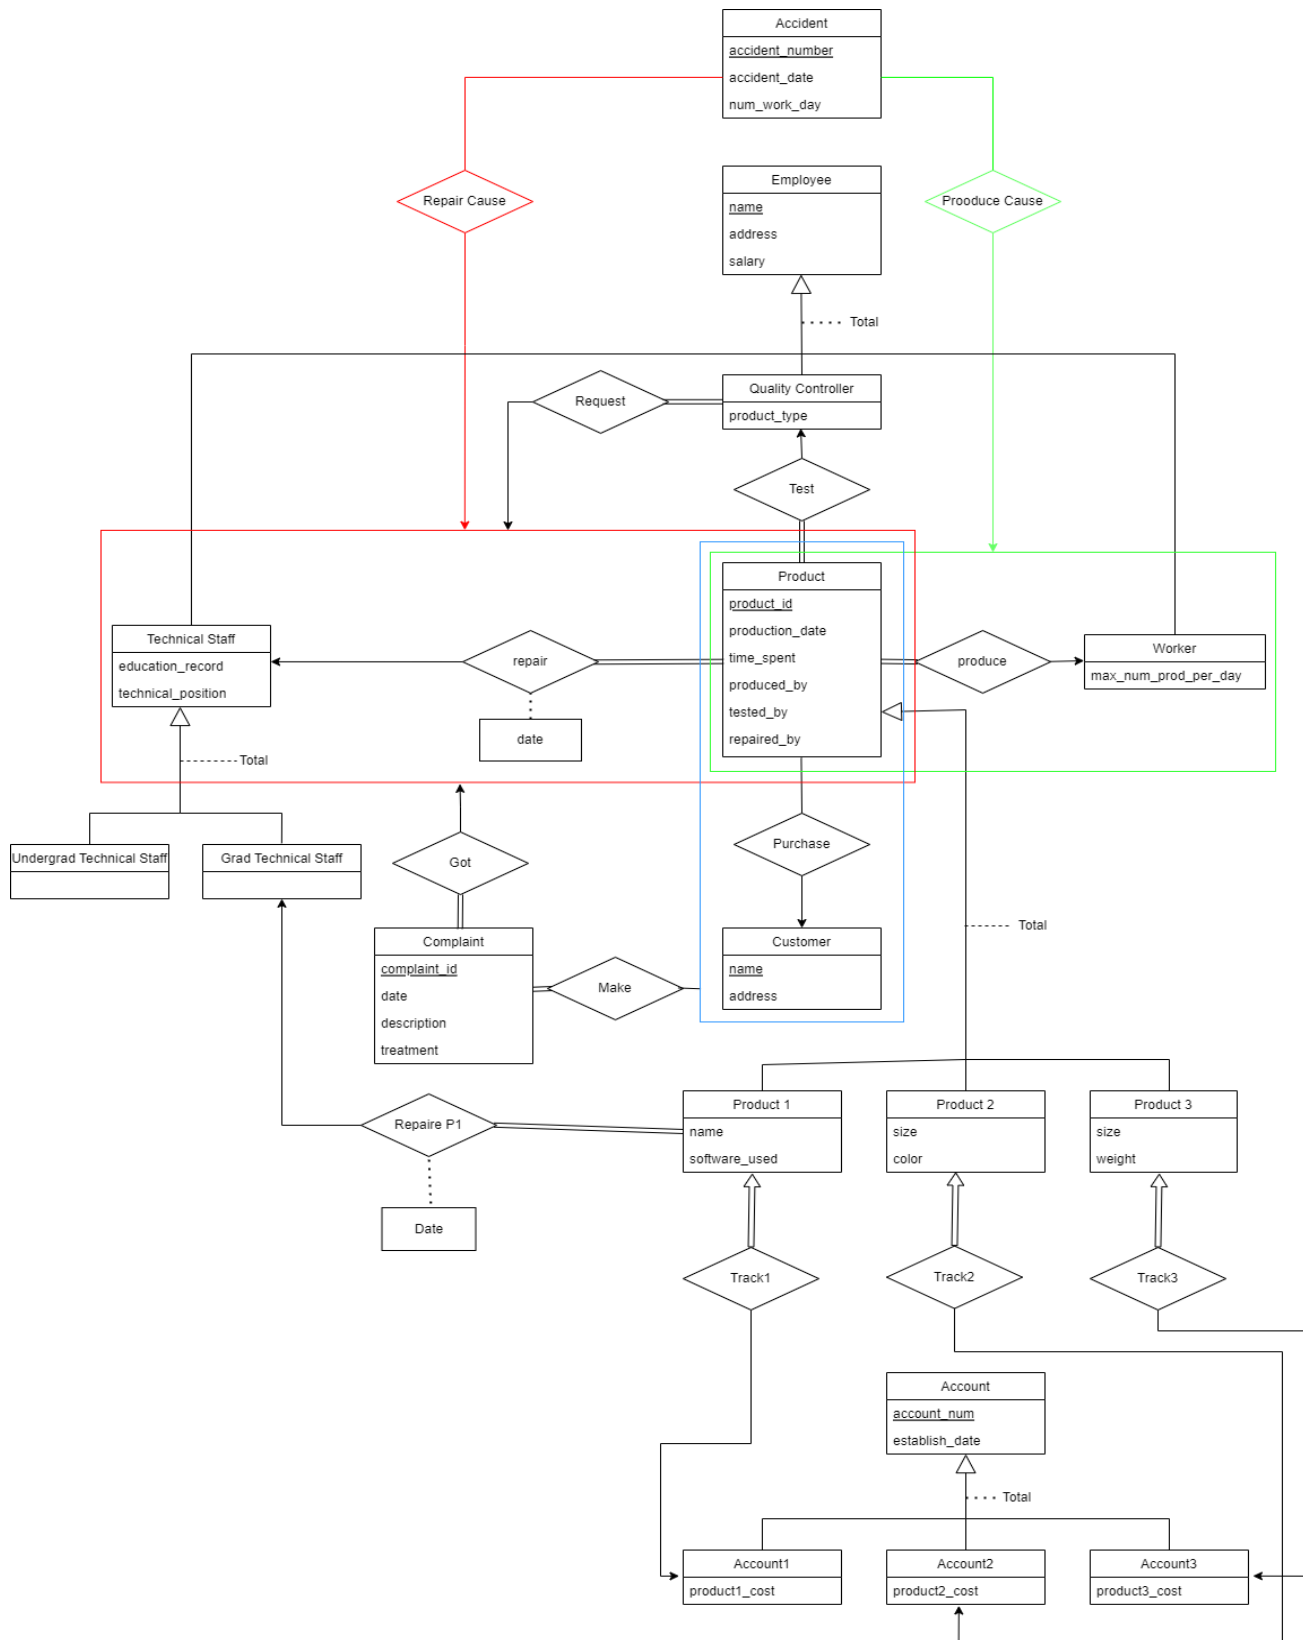 Accident
accident_number
accident_date
num_work_day
Repair Cause
Employee
name
address
salary
Prooduce Cause
Total
Request
Quality Controller
product_type
Test
Technical Staff
education_record
technical_position
repair
date
Product
product_id
production_date
time_spent
produced_by
tested_by
repaired_by
produce
Worker
max_num_prod_per_day
Total
Undergrad Technical Staff
Grad Technical Staff
Got
Purchase
Complaint
complaint_id
date
description
treatment
Make
Customer
name
address
Total
Repaire P1
Date
Product 1
name
software_used
Product 2
size
color
Product 3
size
weight
Track1
Track2
Track3
Account
account_num
establish_date
Total
Account1
product1_cost
Account2
product2_cost
Account3
product3_cost